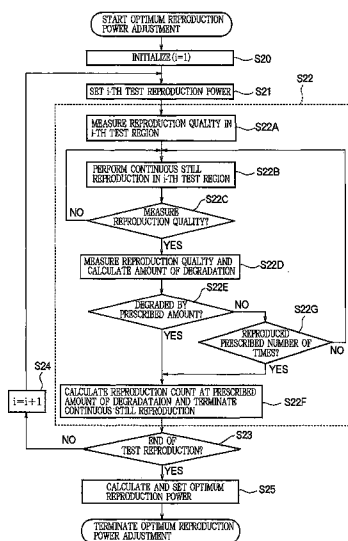 START OPTIMUM REPRODUCTION
POWER ADJUSTMENT
INITIALIZE (i=1)
S20
SET i-TH TEST REPRODUCTION POWER
S21
S22
MEASURE REPRODUCTION QUALITY IN
i-TH TEST REGION
S22A
PERFORM CONTINUOUS STILL
REPRODUCTION IN i-TH TEST REGION
S22B
S22C
MEASURE
REPRODUCTION QUALITY?
NO
YES
MEASURE REPRODUCTION QUALITY AND
CALCULATE AMOUNT OF DEGRADATION
S22D
S22E
DEGRADED BY
PRESCRIBED AMOUNT?
NO
YES
S22G
REPRODUCED
PRESCRIBED NUMBER OF
TIMES?
NO
YES
S24
i=i+1
CALCULATE REPRODUCTION COUNT AT PRESCRIBED
AMOUNT OF DEGRADATAION AND TERMINATE
CONTINUOUS STILL REPRODUCTION
S22F
S23
NO
END OF
TEST REPRODUCTION?
YES
CALCULATE AND SET OPTIMUM
REPRODUCTION POWER
S25
TERMINATE OPTIMUM REPRODUCTION
POWER ADJUSTMENT